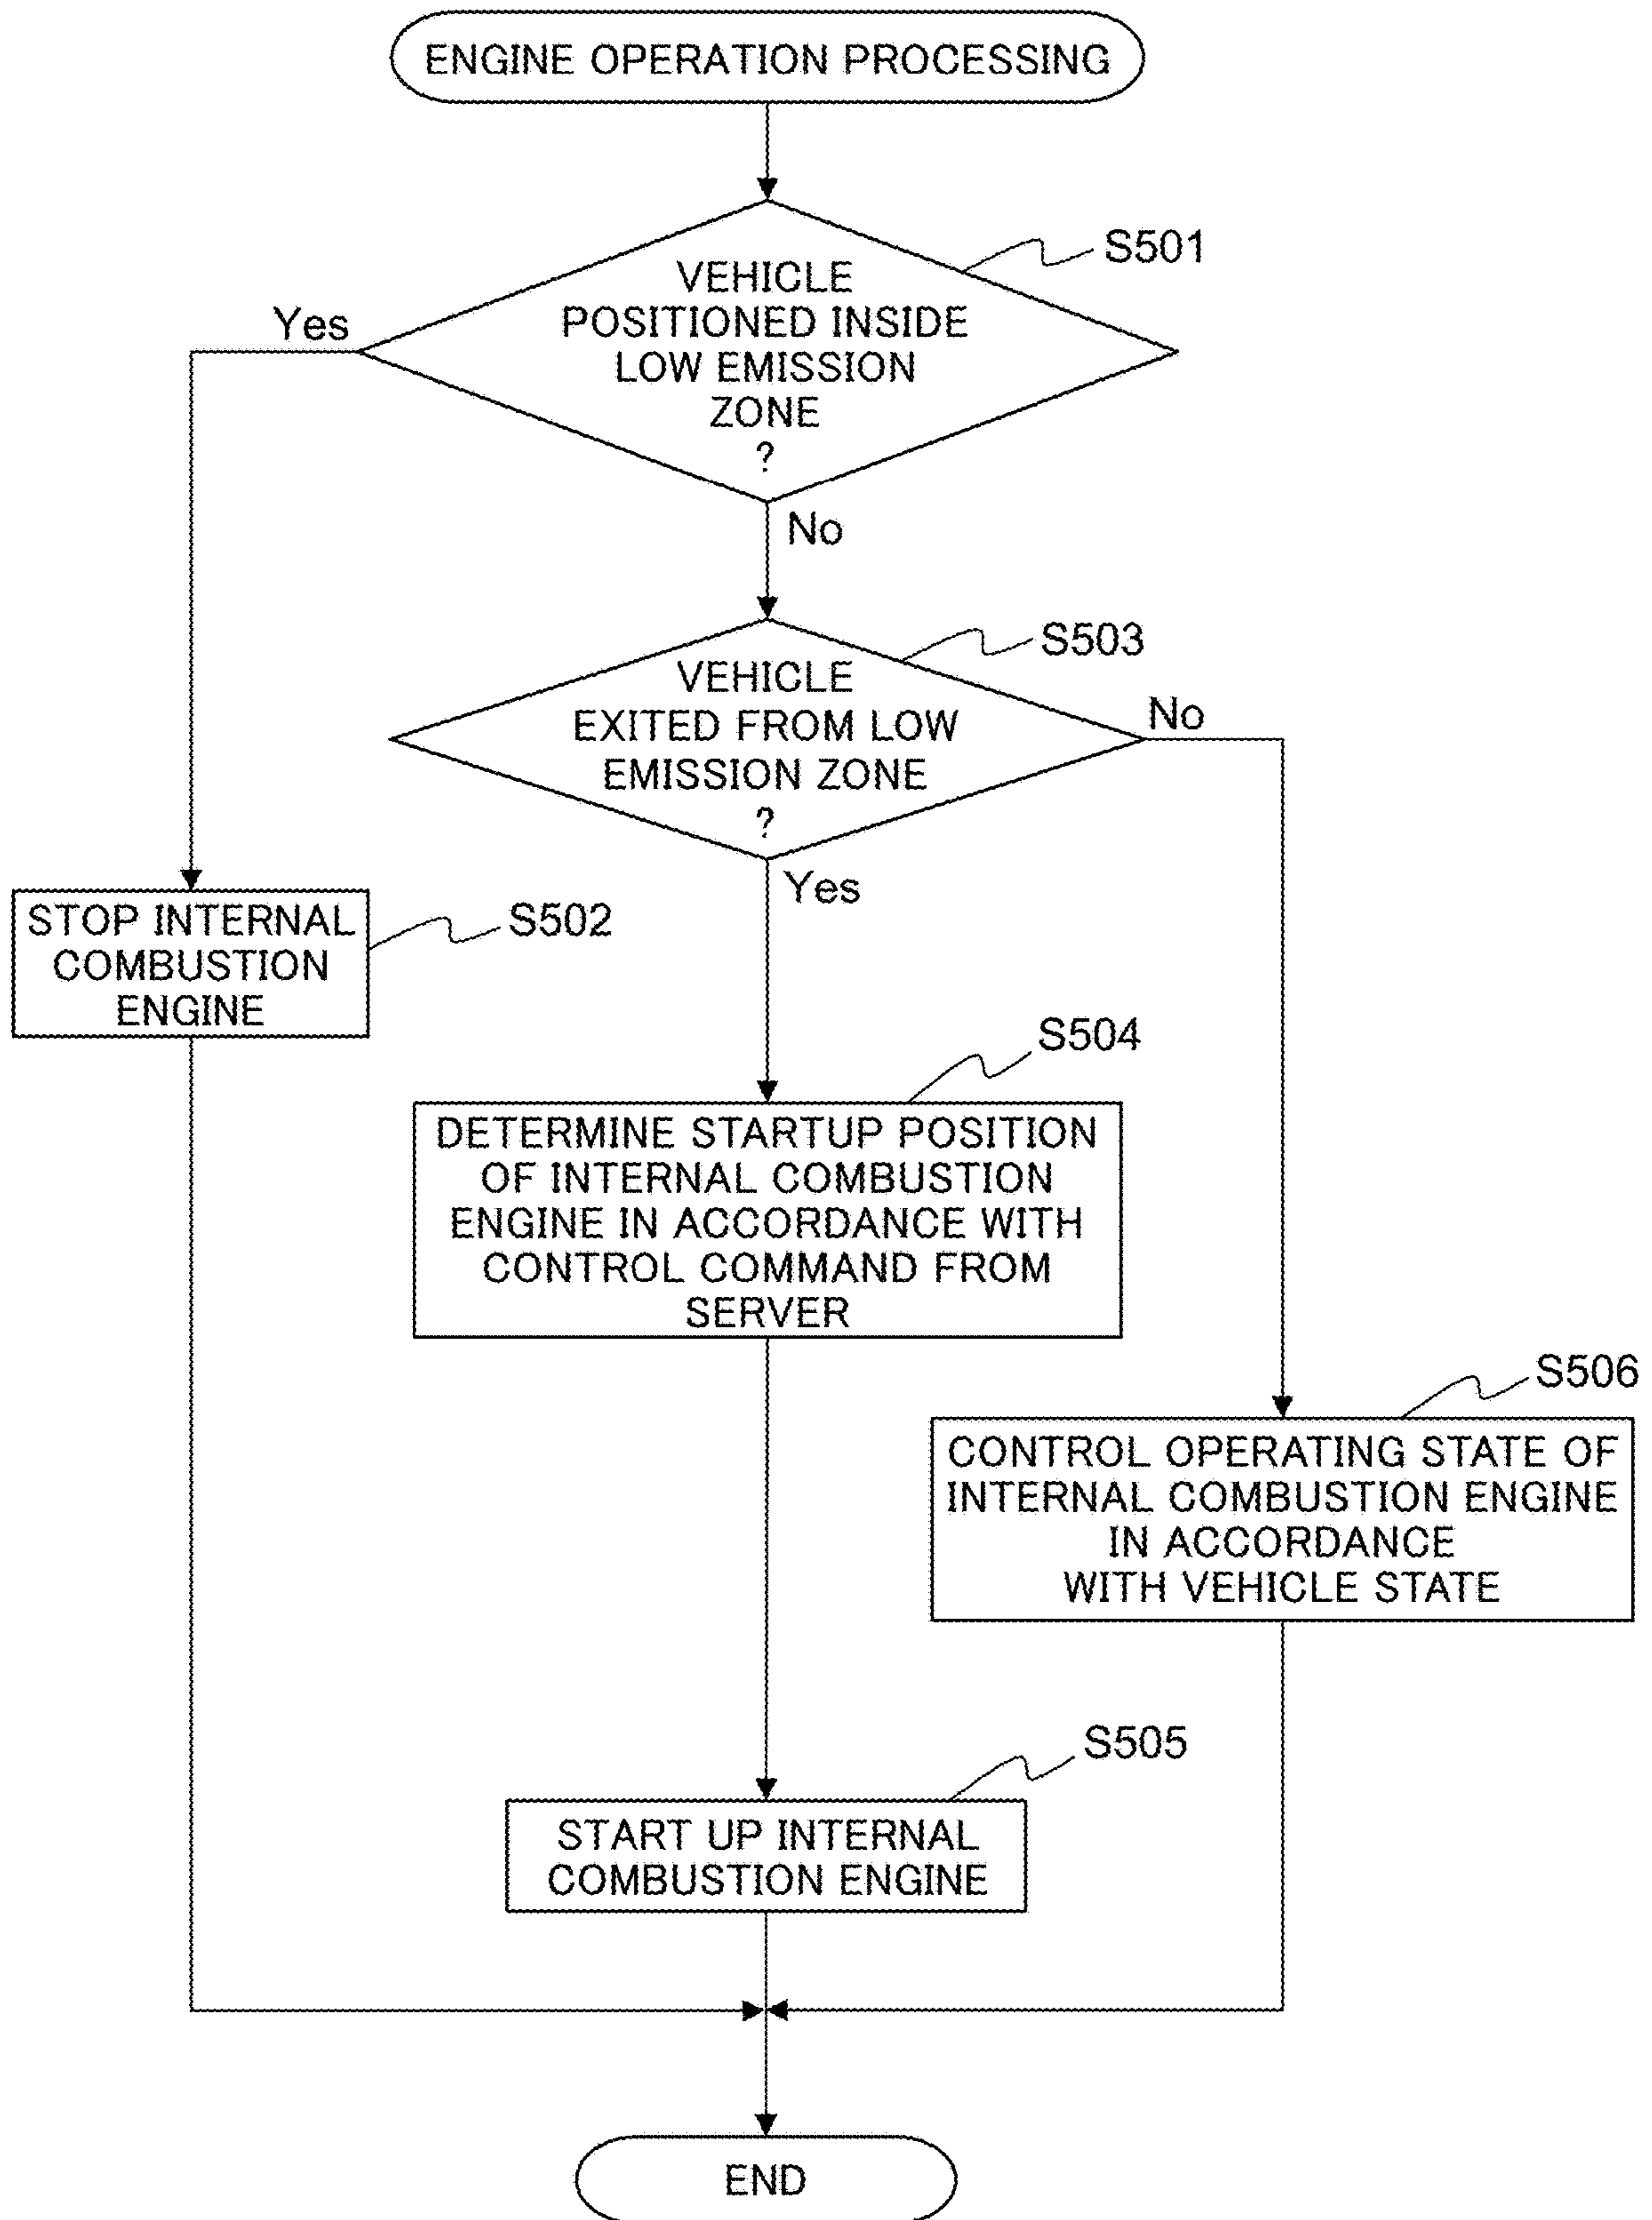 ENGINE OPERATION PROCESSING
S501
VEHICLE
POSITIONED INSIDE
LOW EMISSION
ZONE
?
Yes
No
S503
VEHICLE
EXITED FROM LOW
EMISSION ZONE
?
No
Yes
STOP INTERNAL
COMBUSTION
ENGINE
S502
S504
DETERMINE STARTUP POSITION
OF INTERNAL COMBUSTION
ENGINE IN ACCORDANCE WITH
CONTROL COMMAND FROM
SERVER
S506
CONTROL OPERATING STATE OF
INTERNAL COMBUSTION ENGINE
IN ACCORDANCE
WITH VEHICLE STATE
S505
START UP INTERNAL
COMBUSTION ENGINE
END